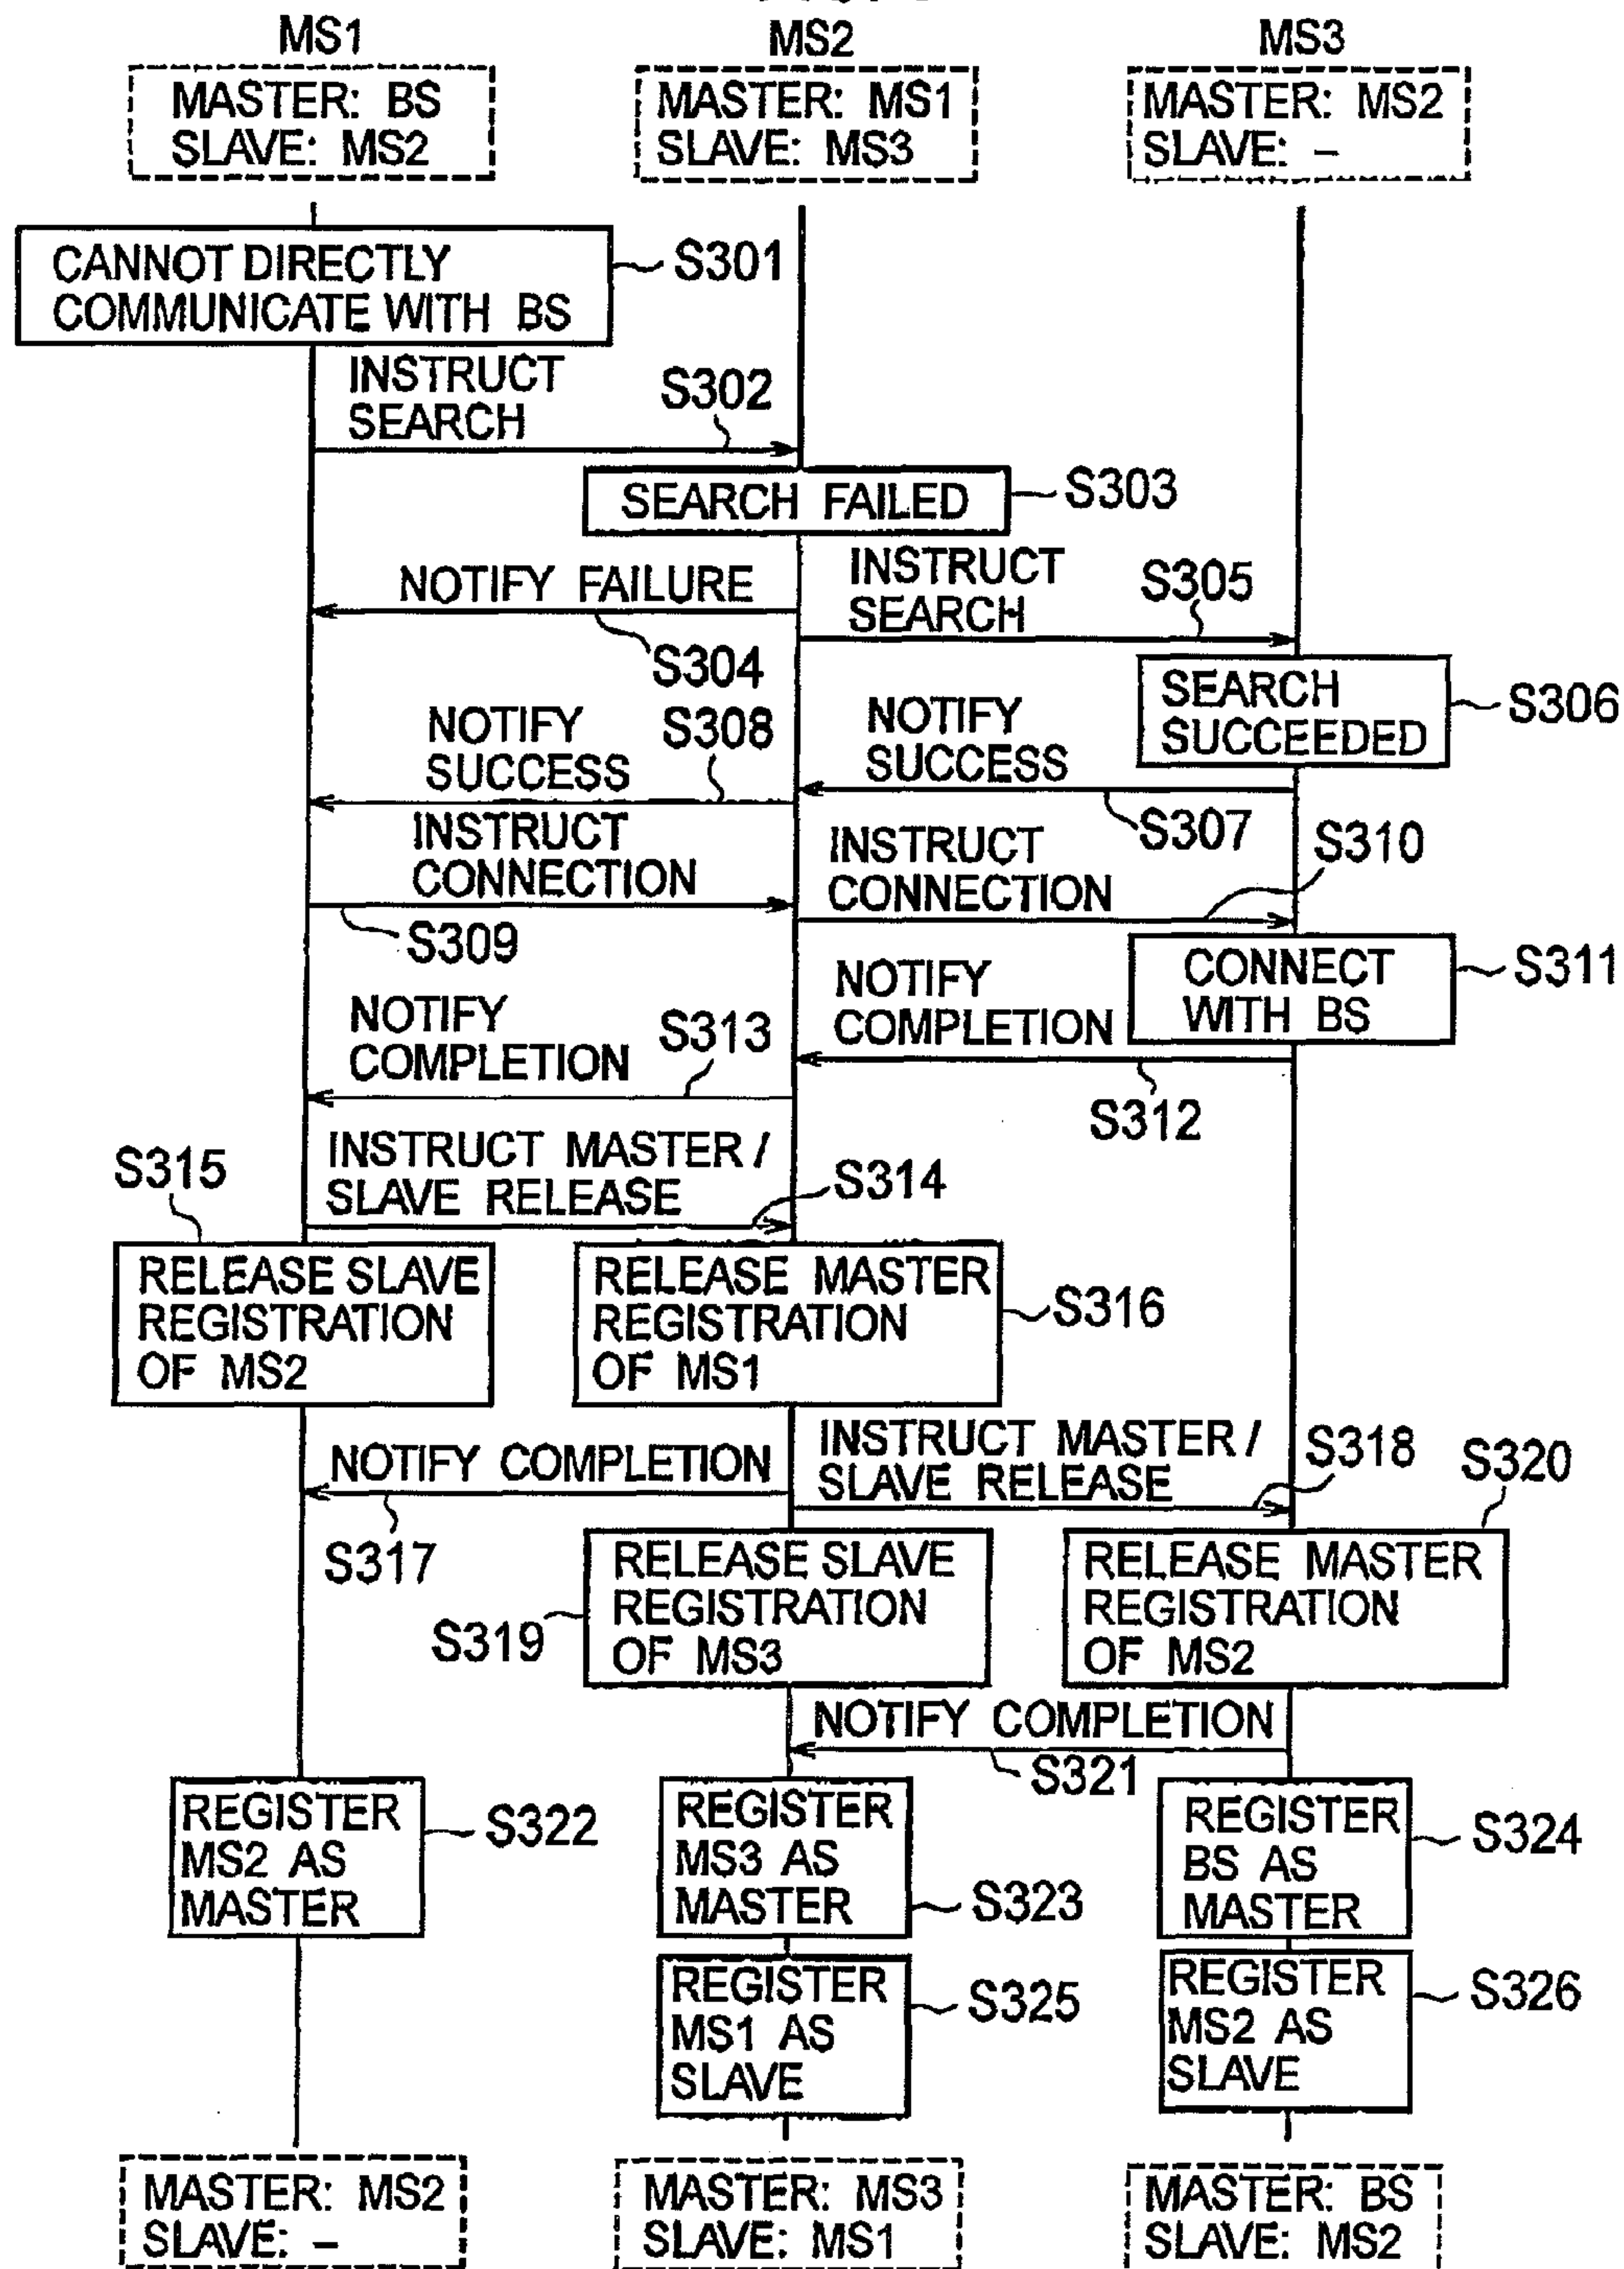 MS1
MS2
MS3
MASTER: BS
SLAVE: MS2
MASTER: MS1
SLAVE: MS3
MASTER: MS2
SLAVE: –
CANNOT DIRECTLY
COMMUNICATE WITH BS
S301
INSTRUCT
SEARCH
S302
SEARCH FAILED
S303
NOTIFY FAILURE
S304
INSTRUCT
SEARCH
S305
SEARCH
SUCCEEDED
S306
NOTIFY
SUCCESS
S308
NOTIFY
SUCCESS
S307
INSTRUCT
CONNECTION
S309
INSTRUCT
CONNECTION
S310
CONNECT
WITH BS
S311
NOTIFY
COMPLETION
S312
NOTIFY
COMPLETION
S313
INSTRUCT MASTER /
SLAVE RELEASE
S314
S315
RELEASE SLAVE
REGISTRATION
OF MS2
RELEASE MASTER
REGISTRATION
OF MS1
S316
NOTIFY COMPLETION
S317
INSTRUCT MASTER /
SLAVE RELEASE
S318
S320
RELEASE SLAVE
REGISTRATION
OF MS3
S319
RELEASE MASTER
REGISTRATION
OF MS2
NOTIFY COMPLETION
S321
REGISTER
MS2 AS
MASTER
S322
REGISTER
MS3 AS
MASTER
S323
REGISTER
BS AS
MASTER
S324
REGISTER
MS1 AS
SLAVE
S325
REGISTER
MS2 AS
SLAVE
S326
MASTER: MS2
SLAVE: –
MASTER: MS3
SLAVE: MS1
MASTER: BS
SLAVE: MS2